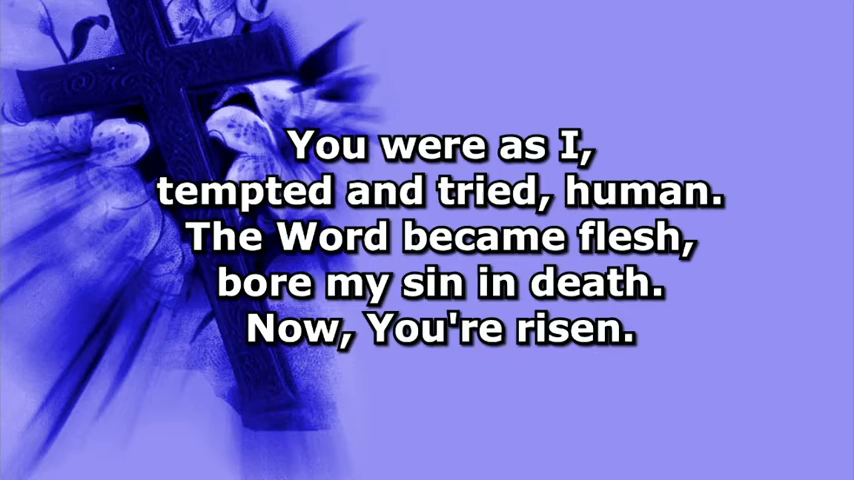 You were as I,
tempted and tried, human.
The Word became flesh,
bore my sin in death.
Now, You're risen.